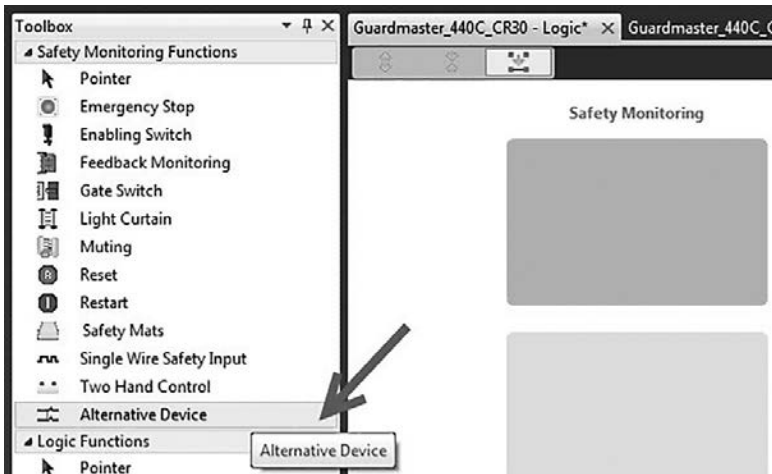 Toolbox
Guardmaster_440C_CR30 - Logic*
Guardmaster_440C_
Safety Monitoring Functions
Pointer
Emergency Stop
Enabling Switch
Feedback Monitoring
Gate Switch
Light Curtain
Muting
Reset
Restart
Safety Mats
Single Wire Safety Input
Two Hand Control
Alternative Device
Logic Functions
Pointer
Alternative Device
Safety Monitoring